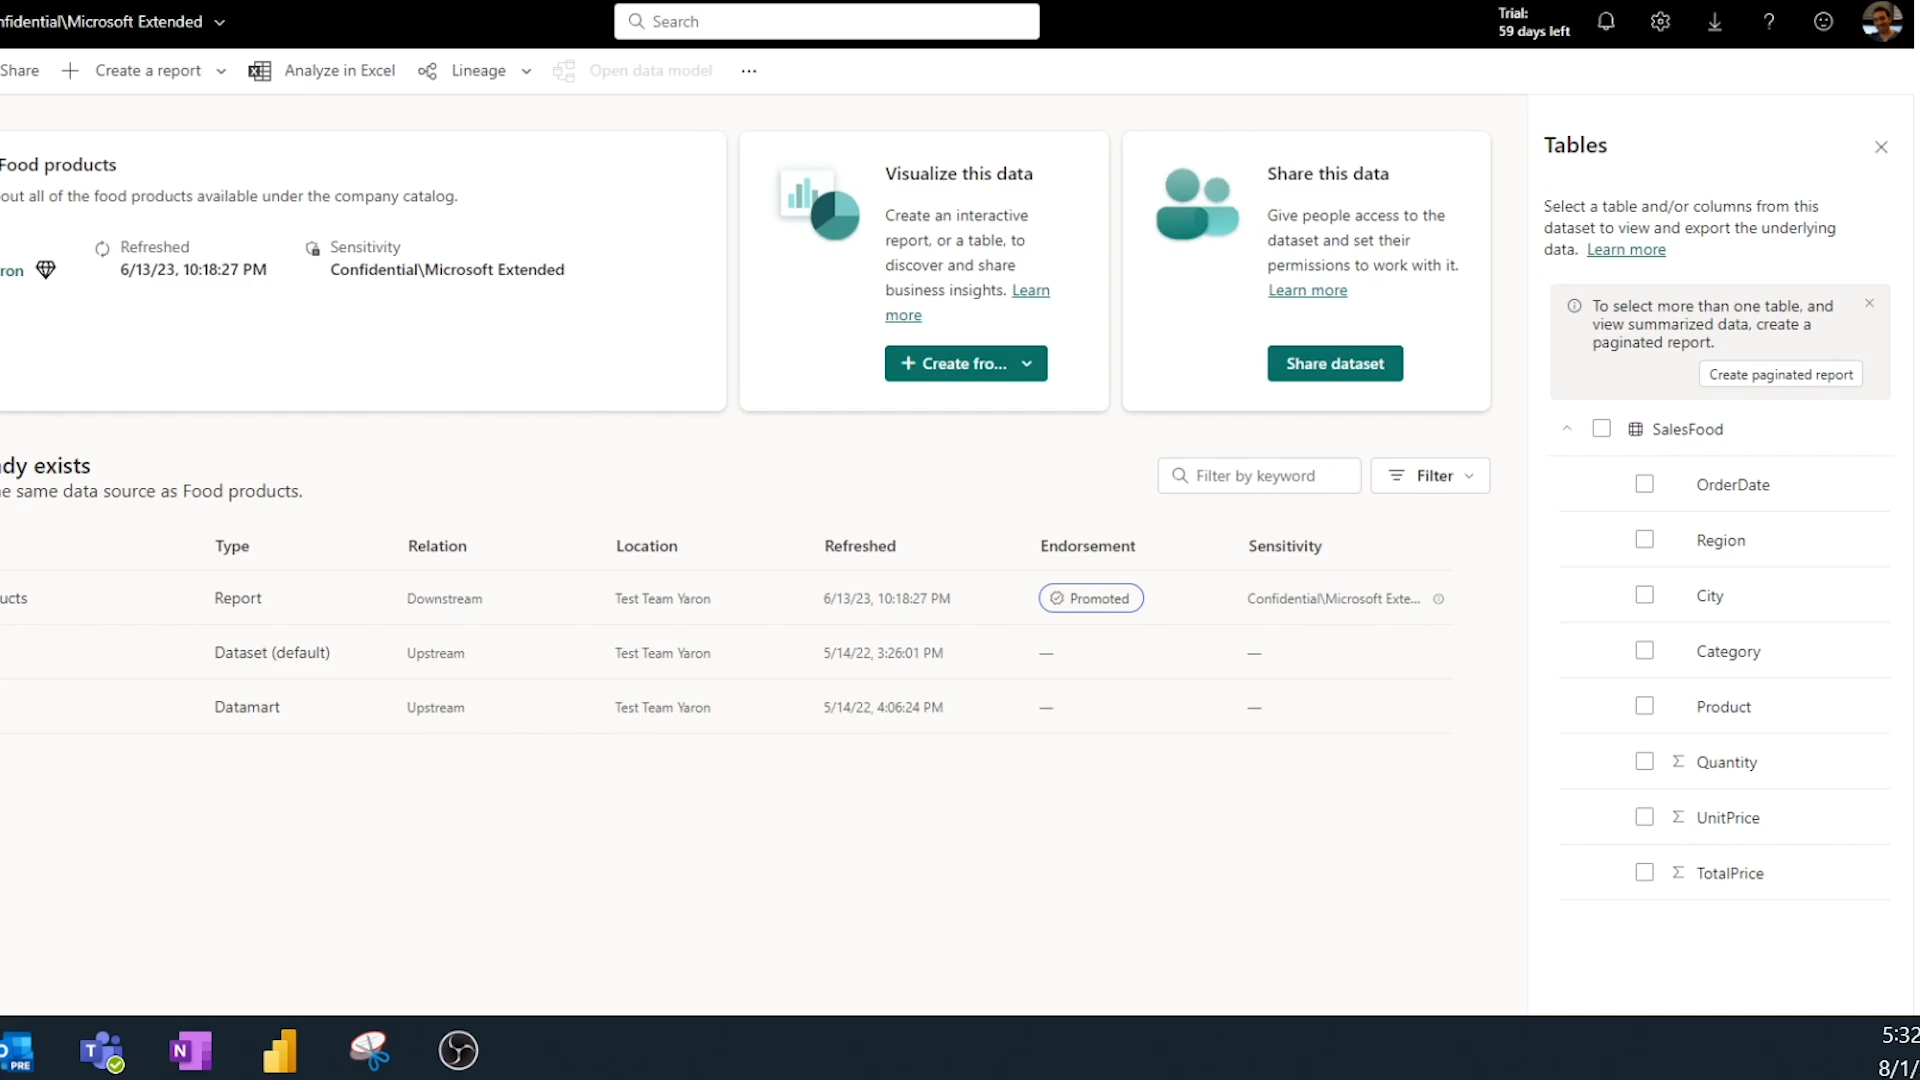 nfidential\Microsoft Extended
Search
Trial:
59 days left
Share
Create a report
Analyze in Excel
Lineage
Open data model
Food products
out all of the food products available under the company catalog.
ron
Refreshed
6/13/23, 10:18:27 PM
Sensitivity
Confidential\Microsoft Extended
Visualize this data
Create an interactive
report, or a table, to
discover and share
business insights. Learn
more
+ Create fro...
Share this data
Give people access to the
dataset and set their
permissions to work with it.
Learn more
Share dataset
dy exists
e same data source as Food products.
Filter by keyword
Filter
Type Relation Location Refreshed Endorsement Sensitivity
ucts Report Downstream Test Team Yaron 6/13/23, 10:18:27 PM Promoted Confidential\Microsoft Exte...
Dataset (default) Upstream Test Team Yaron 5/14/22, 3:26:01 PM — —
Datamart Upstream Test Team Yaron 5/14/22, 4:06:24 PM — —
Tables
Select a table and/or columns from this
dataset to view and export the underlying
data. Learn more
To select more than one table, and
view summarized data, create a
paginated report.
Create paginated report
SalesFood
OrderDate
Region
City
Category
Product
Σ Quantity
Σ UnitPrice
Σ TotalPrice
PRE
T
N
5:32
8/1/